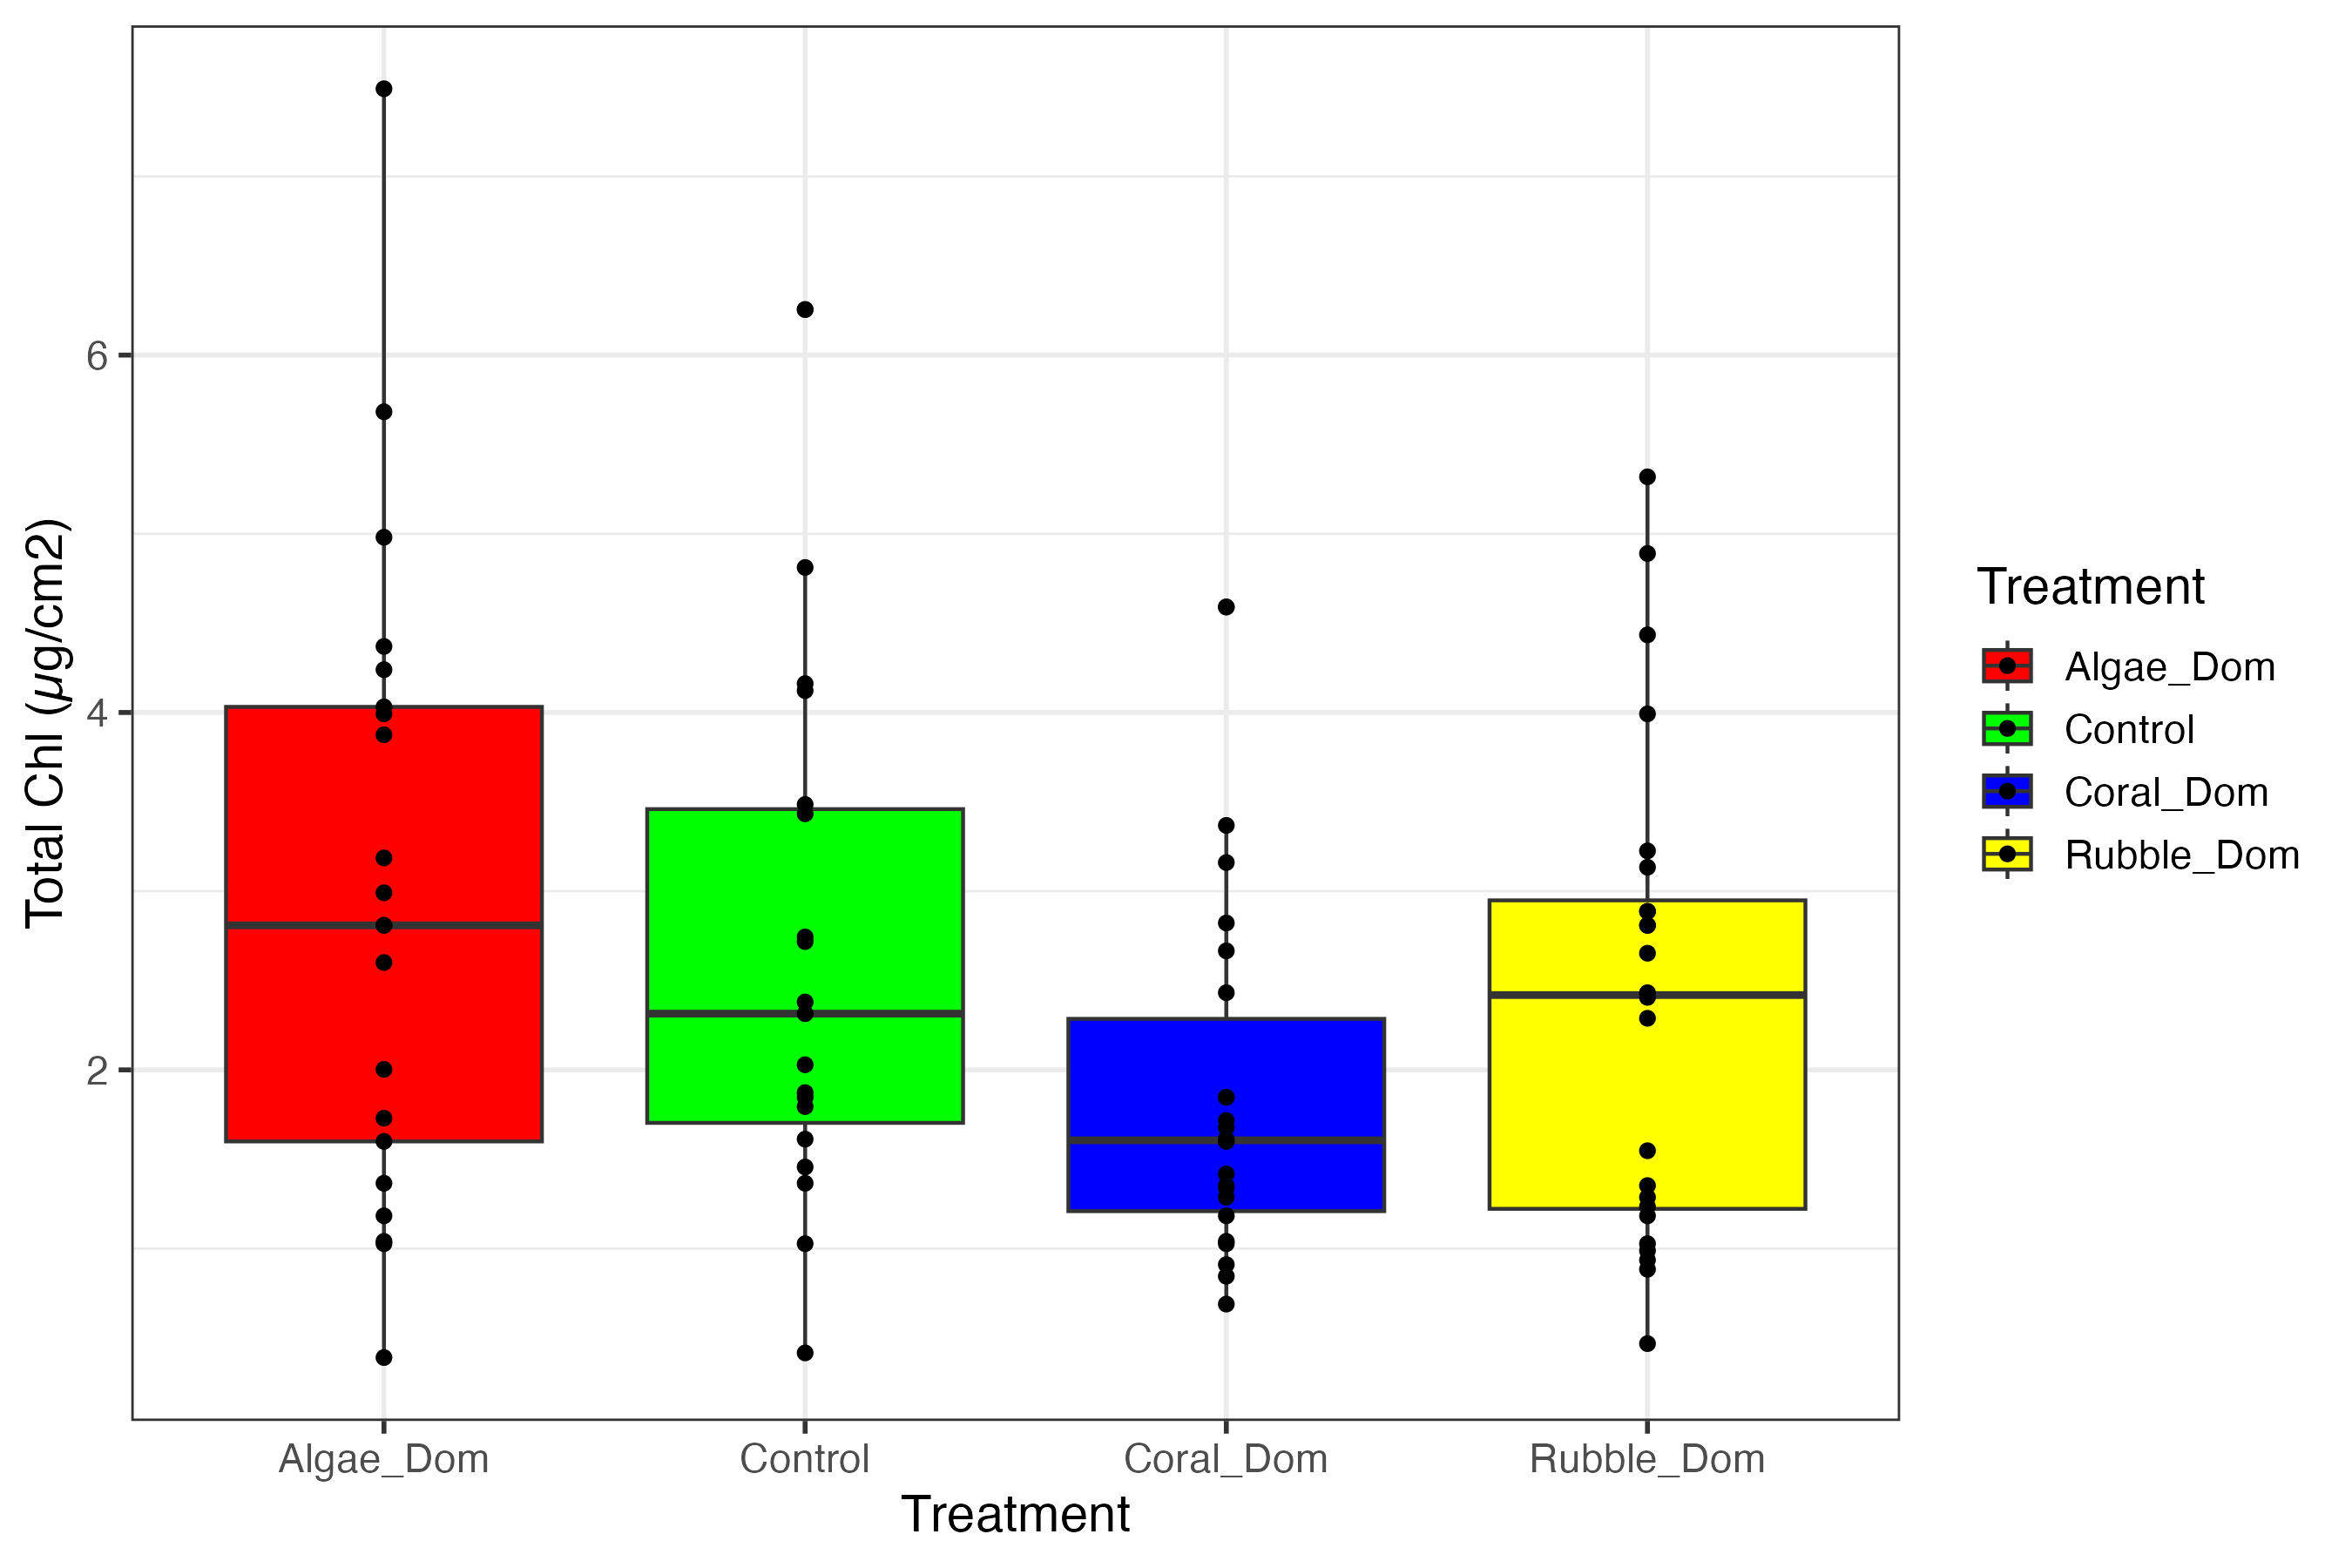 Total Chl (µg/cm2)
6
4
2
Algae_Dom Control Coral_Dom Rubble_Dom
Treatment
Treatment
Algae_Dom
Control
Coral_Dom
Rubble_Dom